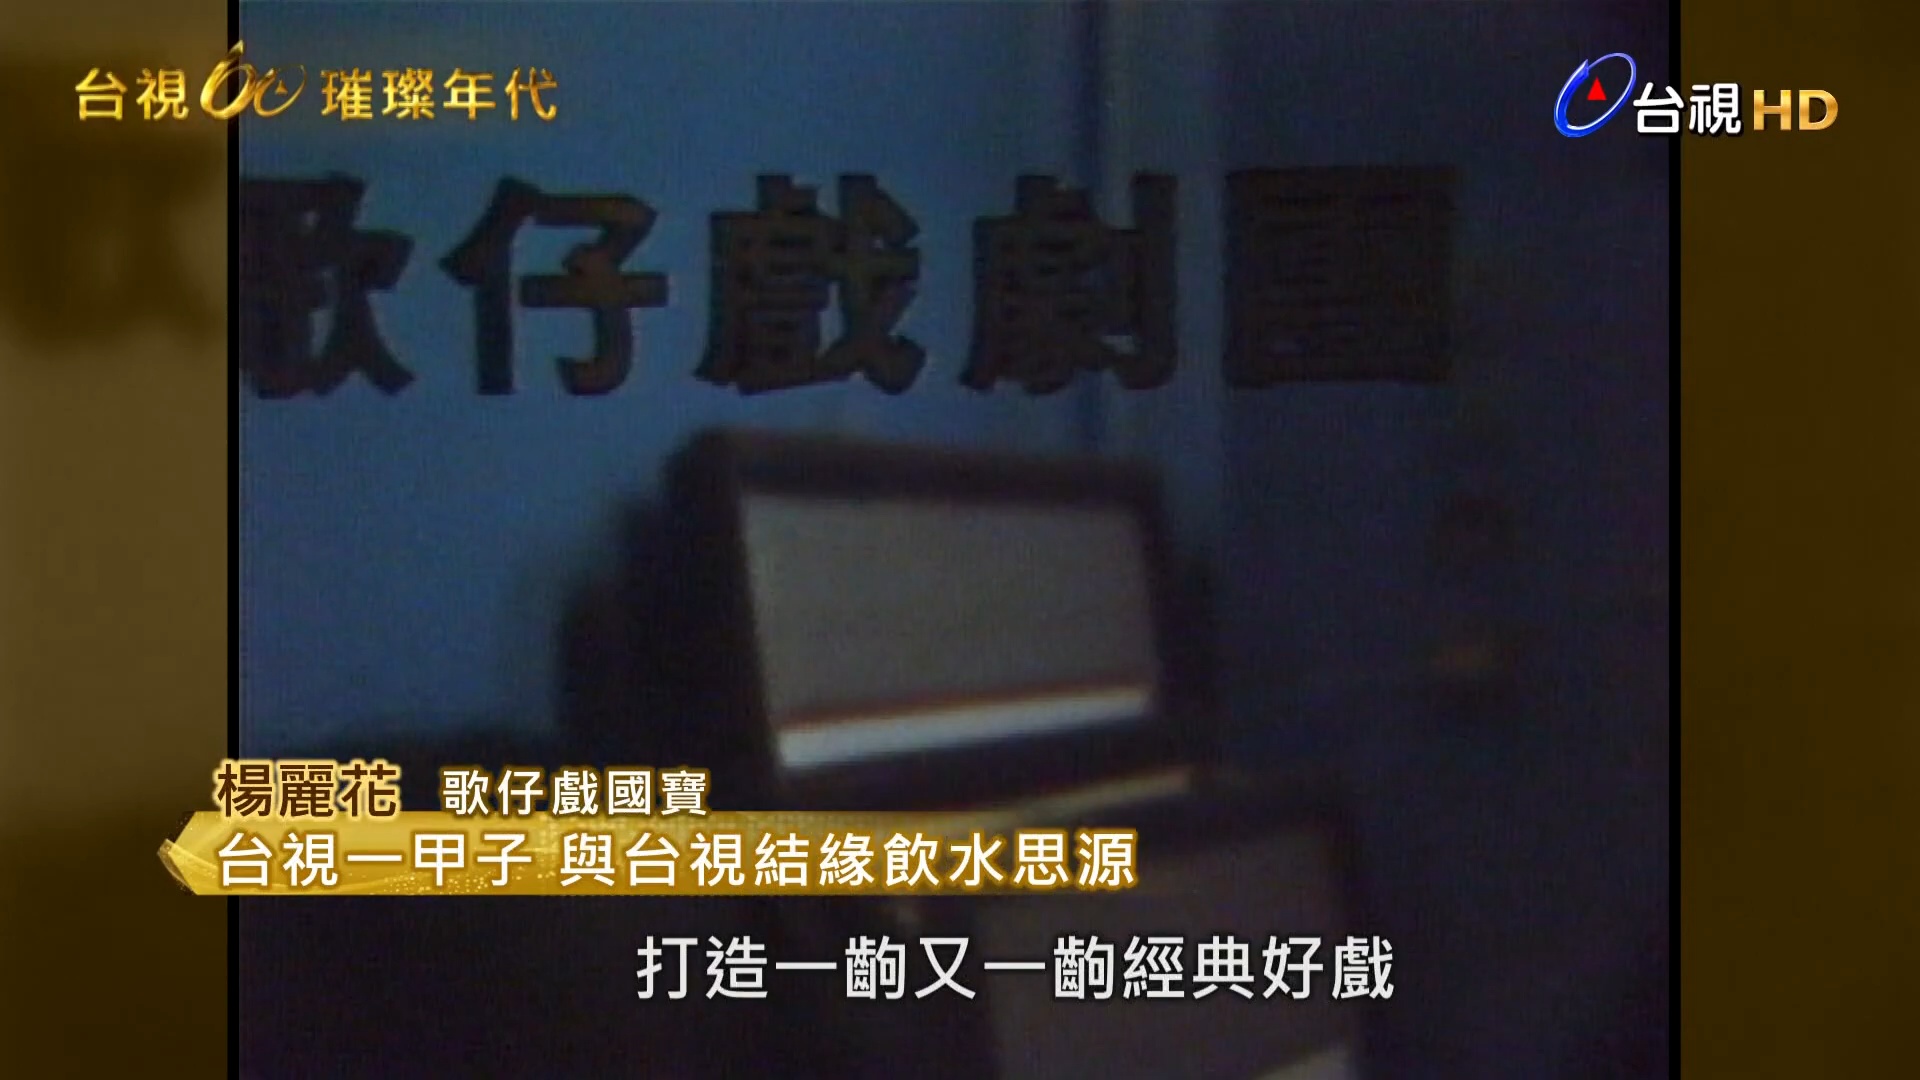 台視60 璀璨年代
台視HD
歌仔戲劇團
楊麗花 歌仔戲國寶
台視一甲子 與台視結緣飲水思源
打造一齣又一齣經典好戲